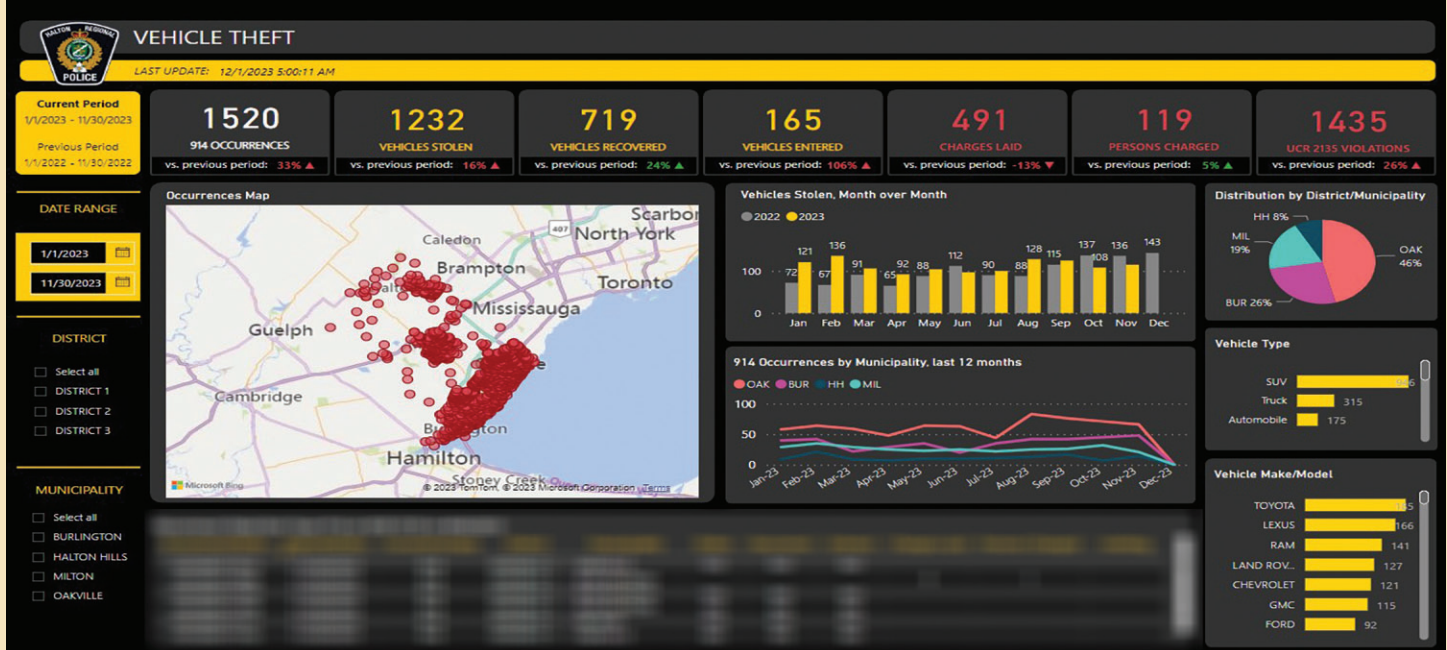 HALTON REGIONAL
POLICE
VEHICLE THEFT
LAST UPDATE: 12/1/2023 5:00:11 AM
Current Period
1/1/2023 - 11/30/2023
Previous Period
1/1/2022 - 11/30/2022
1520
914 OCCURRENCES
vs. previous period: 33% ▲
1232
VEHICLES STOLEN
vs. previous period: 16% ▲
719
VEHICLES RECOVERED
vs. previous period: 24% ▲
165
VEHICLES ENTERED
vs. previous period: 106% ▲
491
CHARGES LAID
vs. previous period: -13% ▼
119
PERSONS CHARGED
vs. previous period: 5% ▲
1435
UCR 2135 VIOLATIONS
vs. previous period: 26% ▲
DATE RANGE
1/1/2023
11/30/2023
DISTRICT
Select all
DISTRICT 1
DISTRICT 2
DISTRICT 3
MUNICIPALITY
Select all
BURLINGTON
HALTON HILLS
MILTON
OAKVILLE
Occurrences Map
Scarbor
407 North York
Caledon
Brampton
Toronto
Mississauga
Guelph
Cambridge
Hamilton
Stoney Creek
Microsoft Bing
© 2023 TomTom, © 2023 Microsoft Corporation Terms
Vehicles Stolen, Month over Month
2022 2023
100
0
72 121 67 136 91 65 92 88 112 90 88 128 115 137 108 136 143
Jan Feb Mar Apr May Jun Jul Aug Sep Oct Nov Dec
914 Occurrences by Municipality, last 12 months
OAK BUR HH MIL
100
50
0
Jan-23 Feb-23 Mar-23 Apr-23 May-23 Jun-23 Jul-23 Aug-23 Sep-23 Oct-23 Nov-23 Dec-23
Distribution by District/Municipality
HH 8%
MIL
19%
OAK
46%
BUR 26%
Vehicle Type
SUV
Truck 315
Automobile 175
Vehicle Make/Model
TOYOTA
LEXUS 166
RAM 141
LAND ROV... 127
CHEVROLET 121
GMC 115
FORD 92